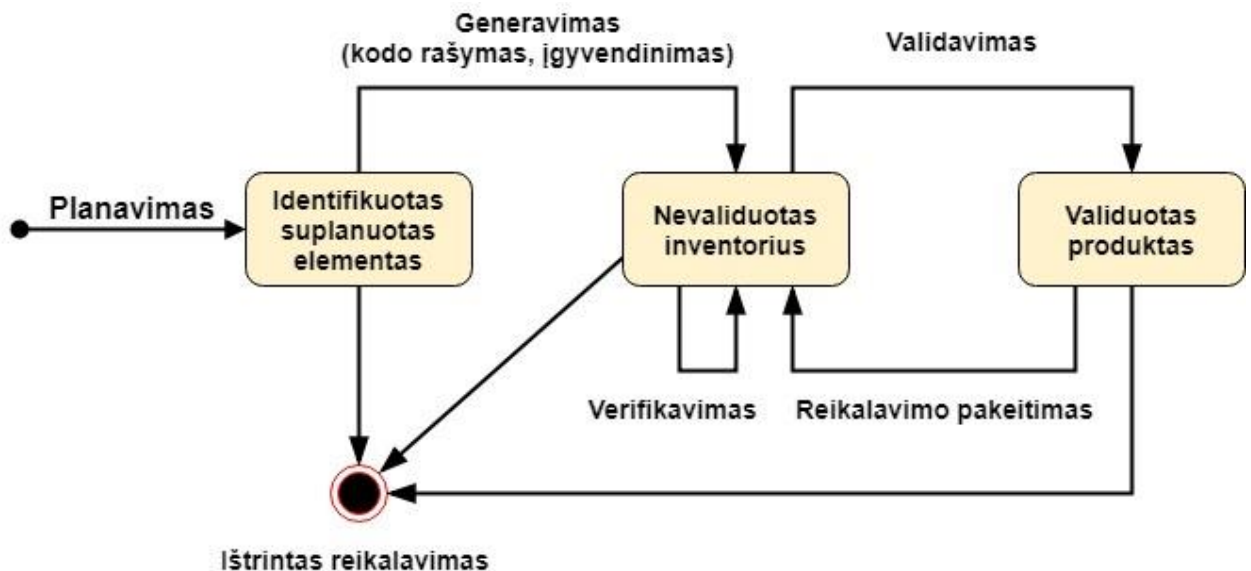 Generavimas
(kodo rašymas, įgyvendinimas)
Validavimas
Planavimas
Identifikuotas
suplanuotas
elementas
Nevaliduotas
inventorius
Validuotas
produktas
Verifikavimas
Reikalavimo pakeitimas
Ištrintas reikalavimas